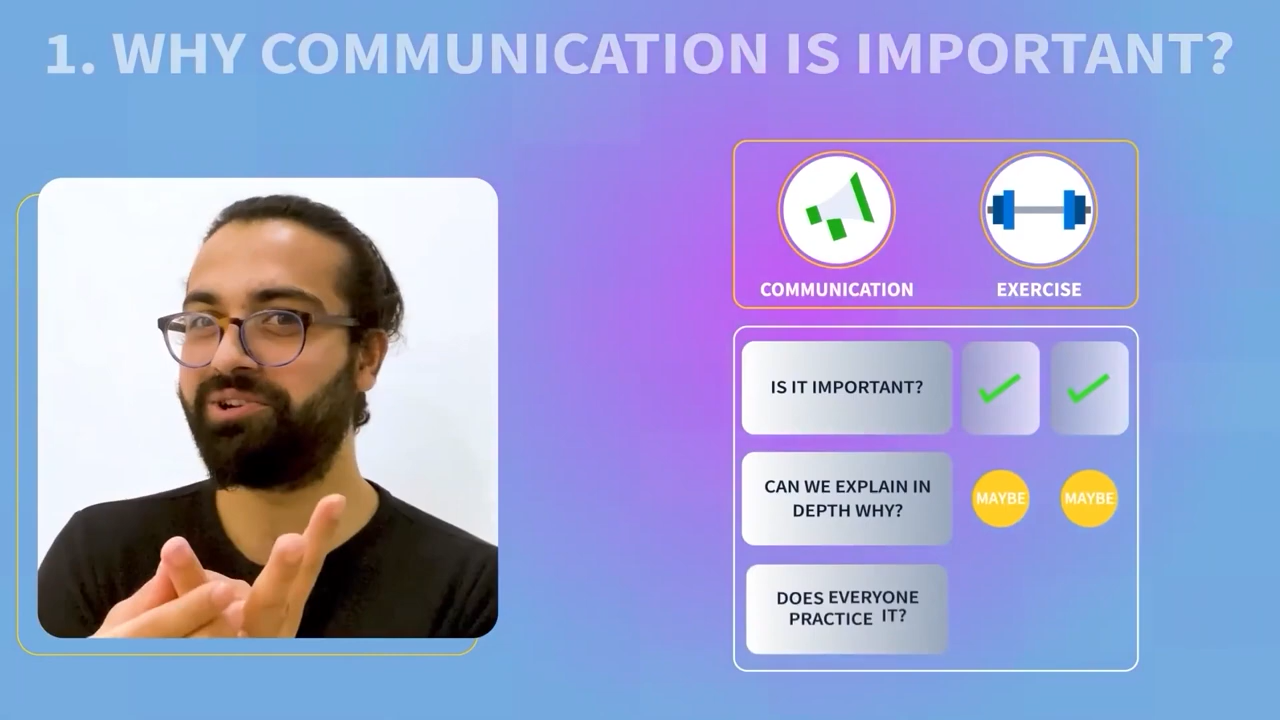 1. WHY COMMUNICATION IS IMPORTANT?
COMMUNICATION
EXERCISE
IS IT IMPORTANT?
CAN WE EXPLAIN IN
DEPTH WHY?
MAYBE
MAYBE
DOES EVERYONE
PRACTICE IT?